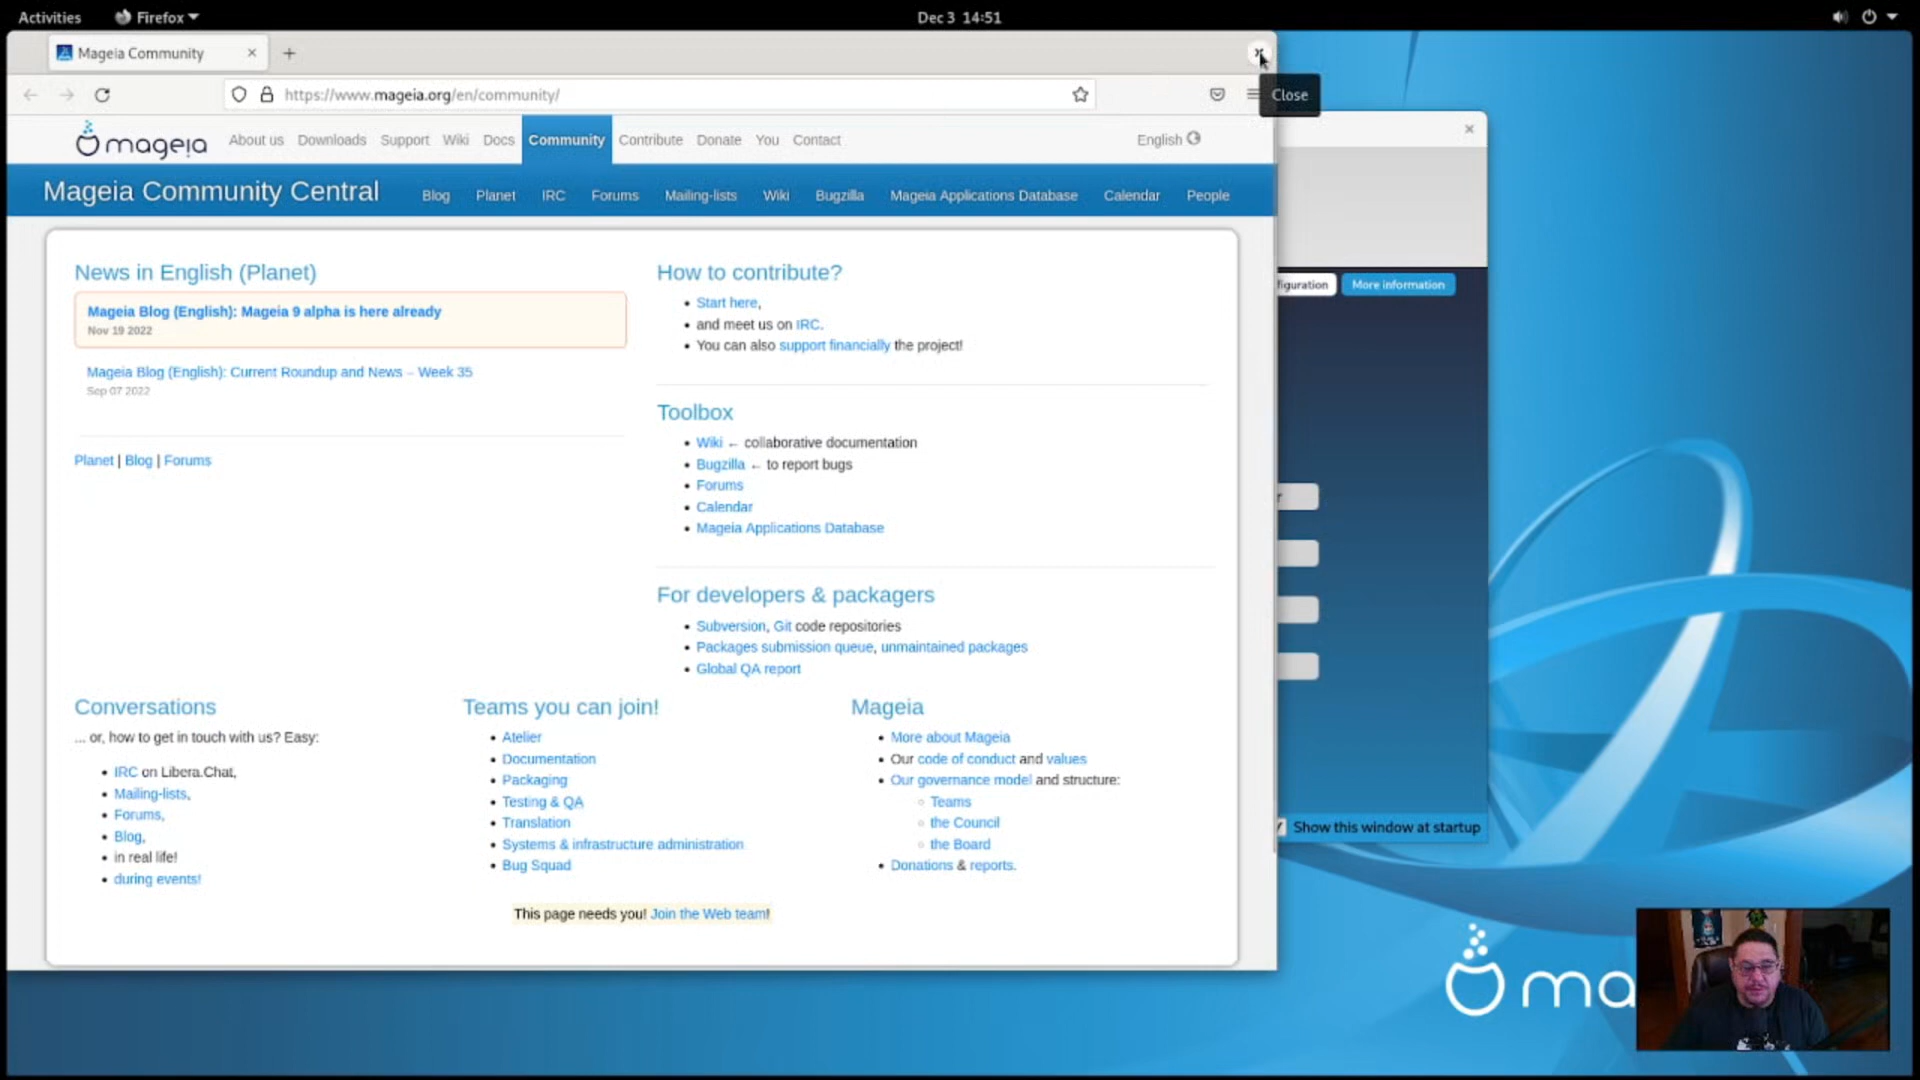 Activities Firefox Dec 3 14:51
Mageia Community
https://www.mageia.org/en/community/
Close
mageia About us Downloads Support Wiki Docs Community Contribute Donate You Contact English
Mageia Community Central Blog Planet IRC Forums Mailing-lists Wiki Bugzilla Mageia Applications Database Calendar People
News in English (Planet)
Mageia Blog (English): Mageia 9 alpha is here already
Nov 19 2022
Mageia Blog (English): Current Roundup and News – Week 35
Sep 07 2022
Planet | Blog | Forums
How to contribute?
Start here,
and meet us on IRC.
You can also support financially the project!
Toolbox
Wiki ← collaborative documentation
Bugzilla ← to report bugs
Forums
Calendar
Mageia Applications Database
For developers & packagers
Subversion, Git code repositories
Packages submission queue, unmaintained packages
Global QA report
Conversations
... or, how to get in touch with us? Easy:
IRC on Libera.Chat,
Mailing-lists,
Forums,
Blog,
in real life!
during events!
Teams you can join!
Atelier
Documentation
Packaging
Testing & QA
Translation
Systems & infrastructure administration
Bug Squad
Mageia
More about Mageia
Our code of conduct and values
Our governance model and structure:
Teams
the Council
the Board
Donations & reports.
This page needs you! Join the Web team!
figuration More information
r
Show this window at startup
ma